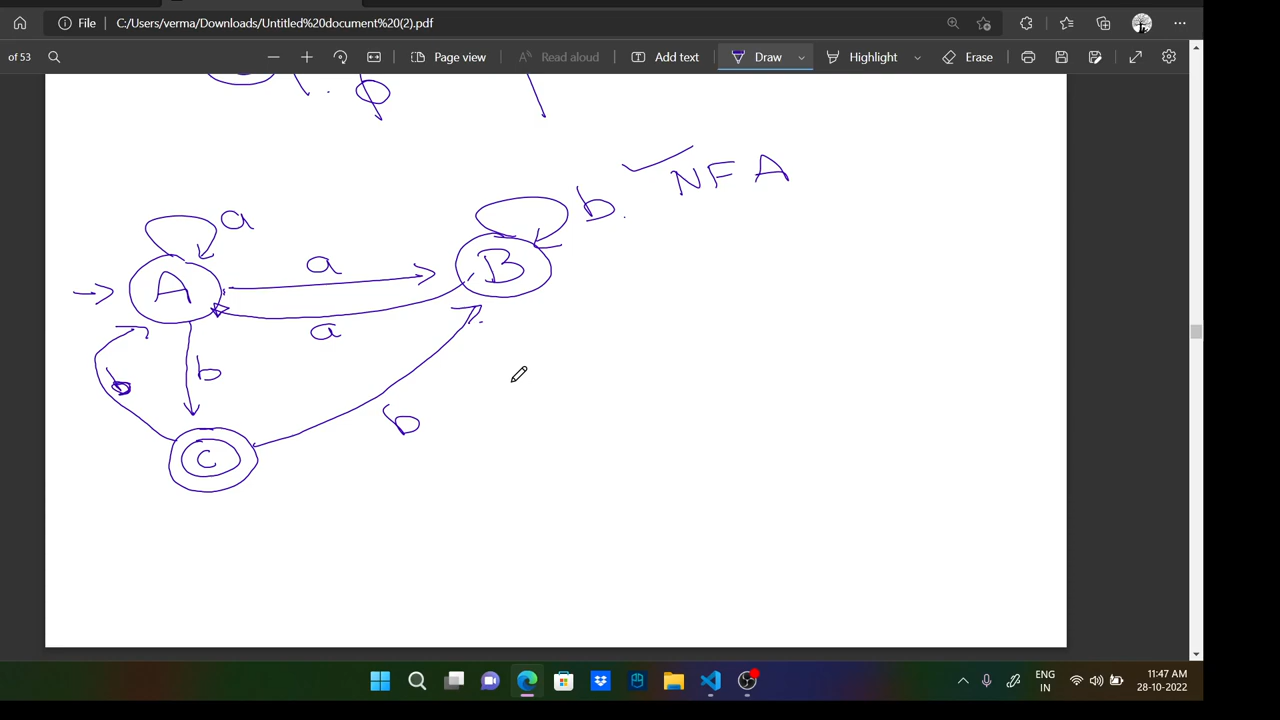 File C:/Users/verma/Downloads/Untitled%20document%20(2).pdf
of 53 Page view Read aloud Add text Draw Highlight Erase
φ
NFA
a b
A a B
a
b b
b
C
ENG
IN
11:47 AM
28-10-2022